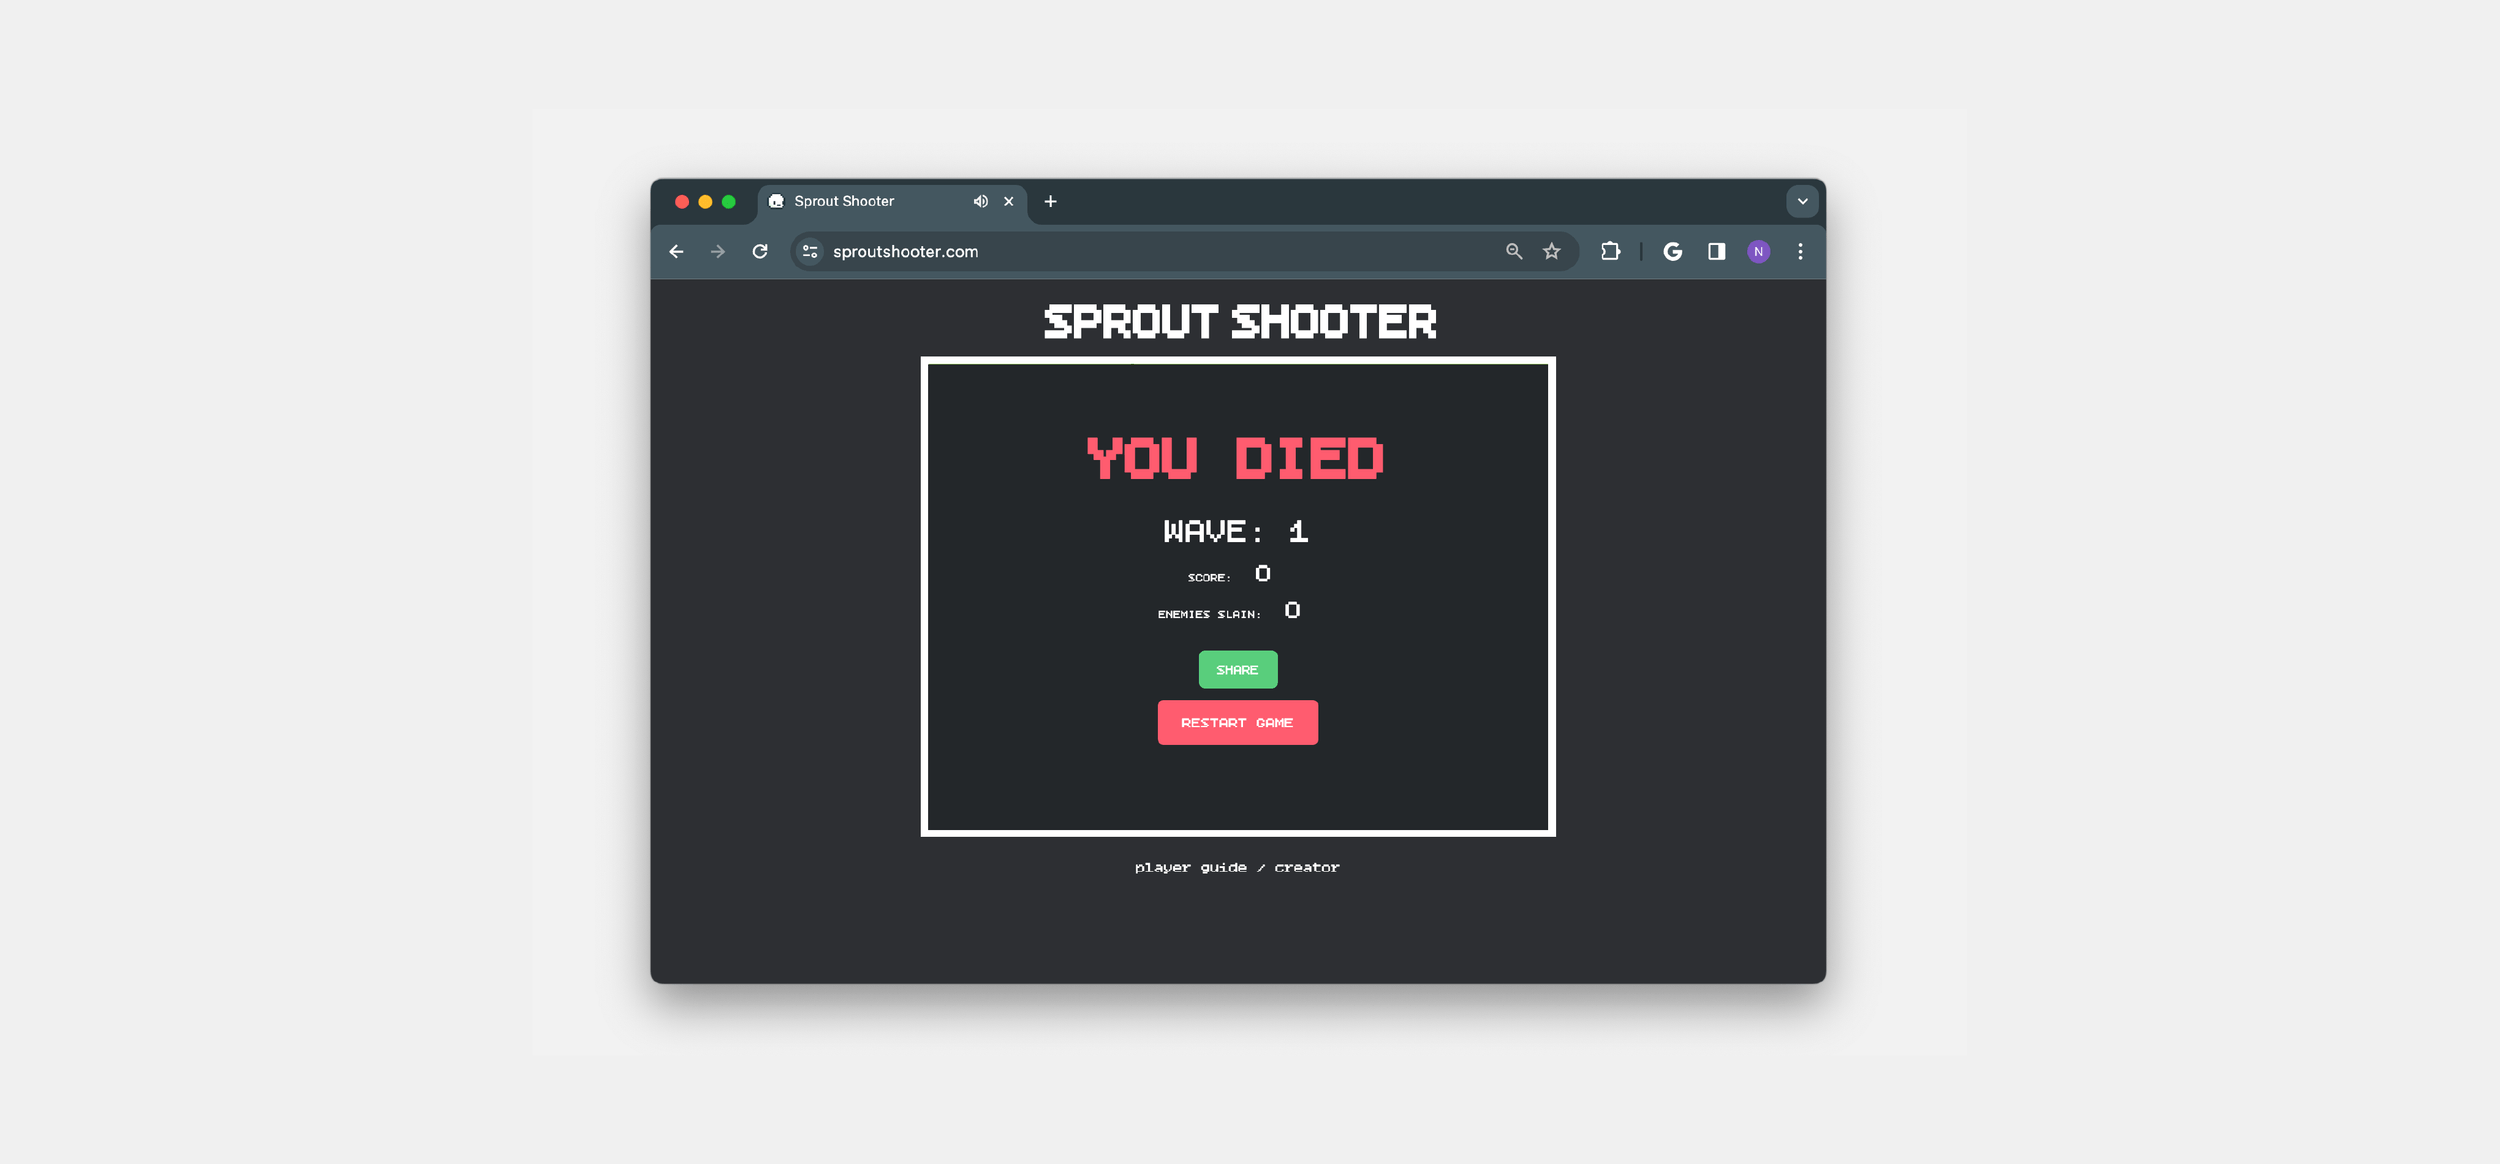 Sprout Shooter
sproutshooter.com
N
SPROUT SHOOTER
YOU DIED
WAVE: 1
SCORE: 0
ENEMIES SLAIN: 0
SHARE
RESTART GAME
player guide / creator